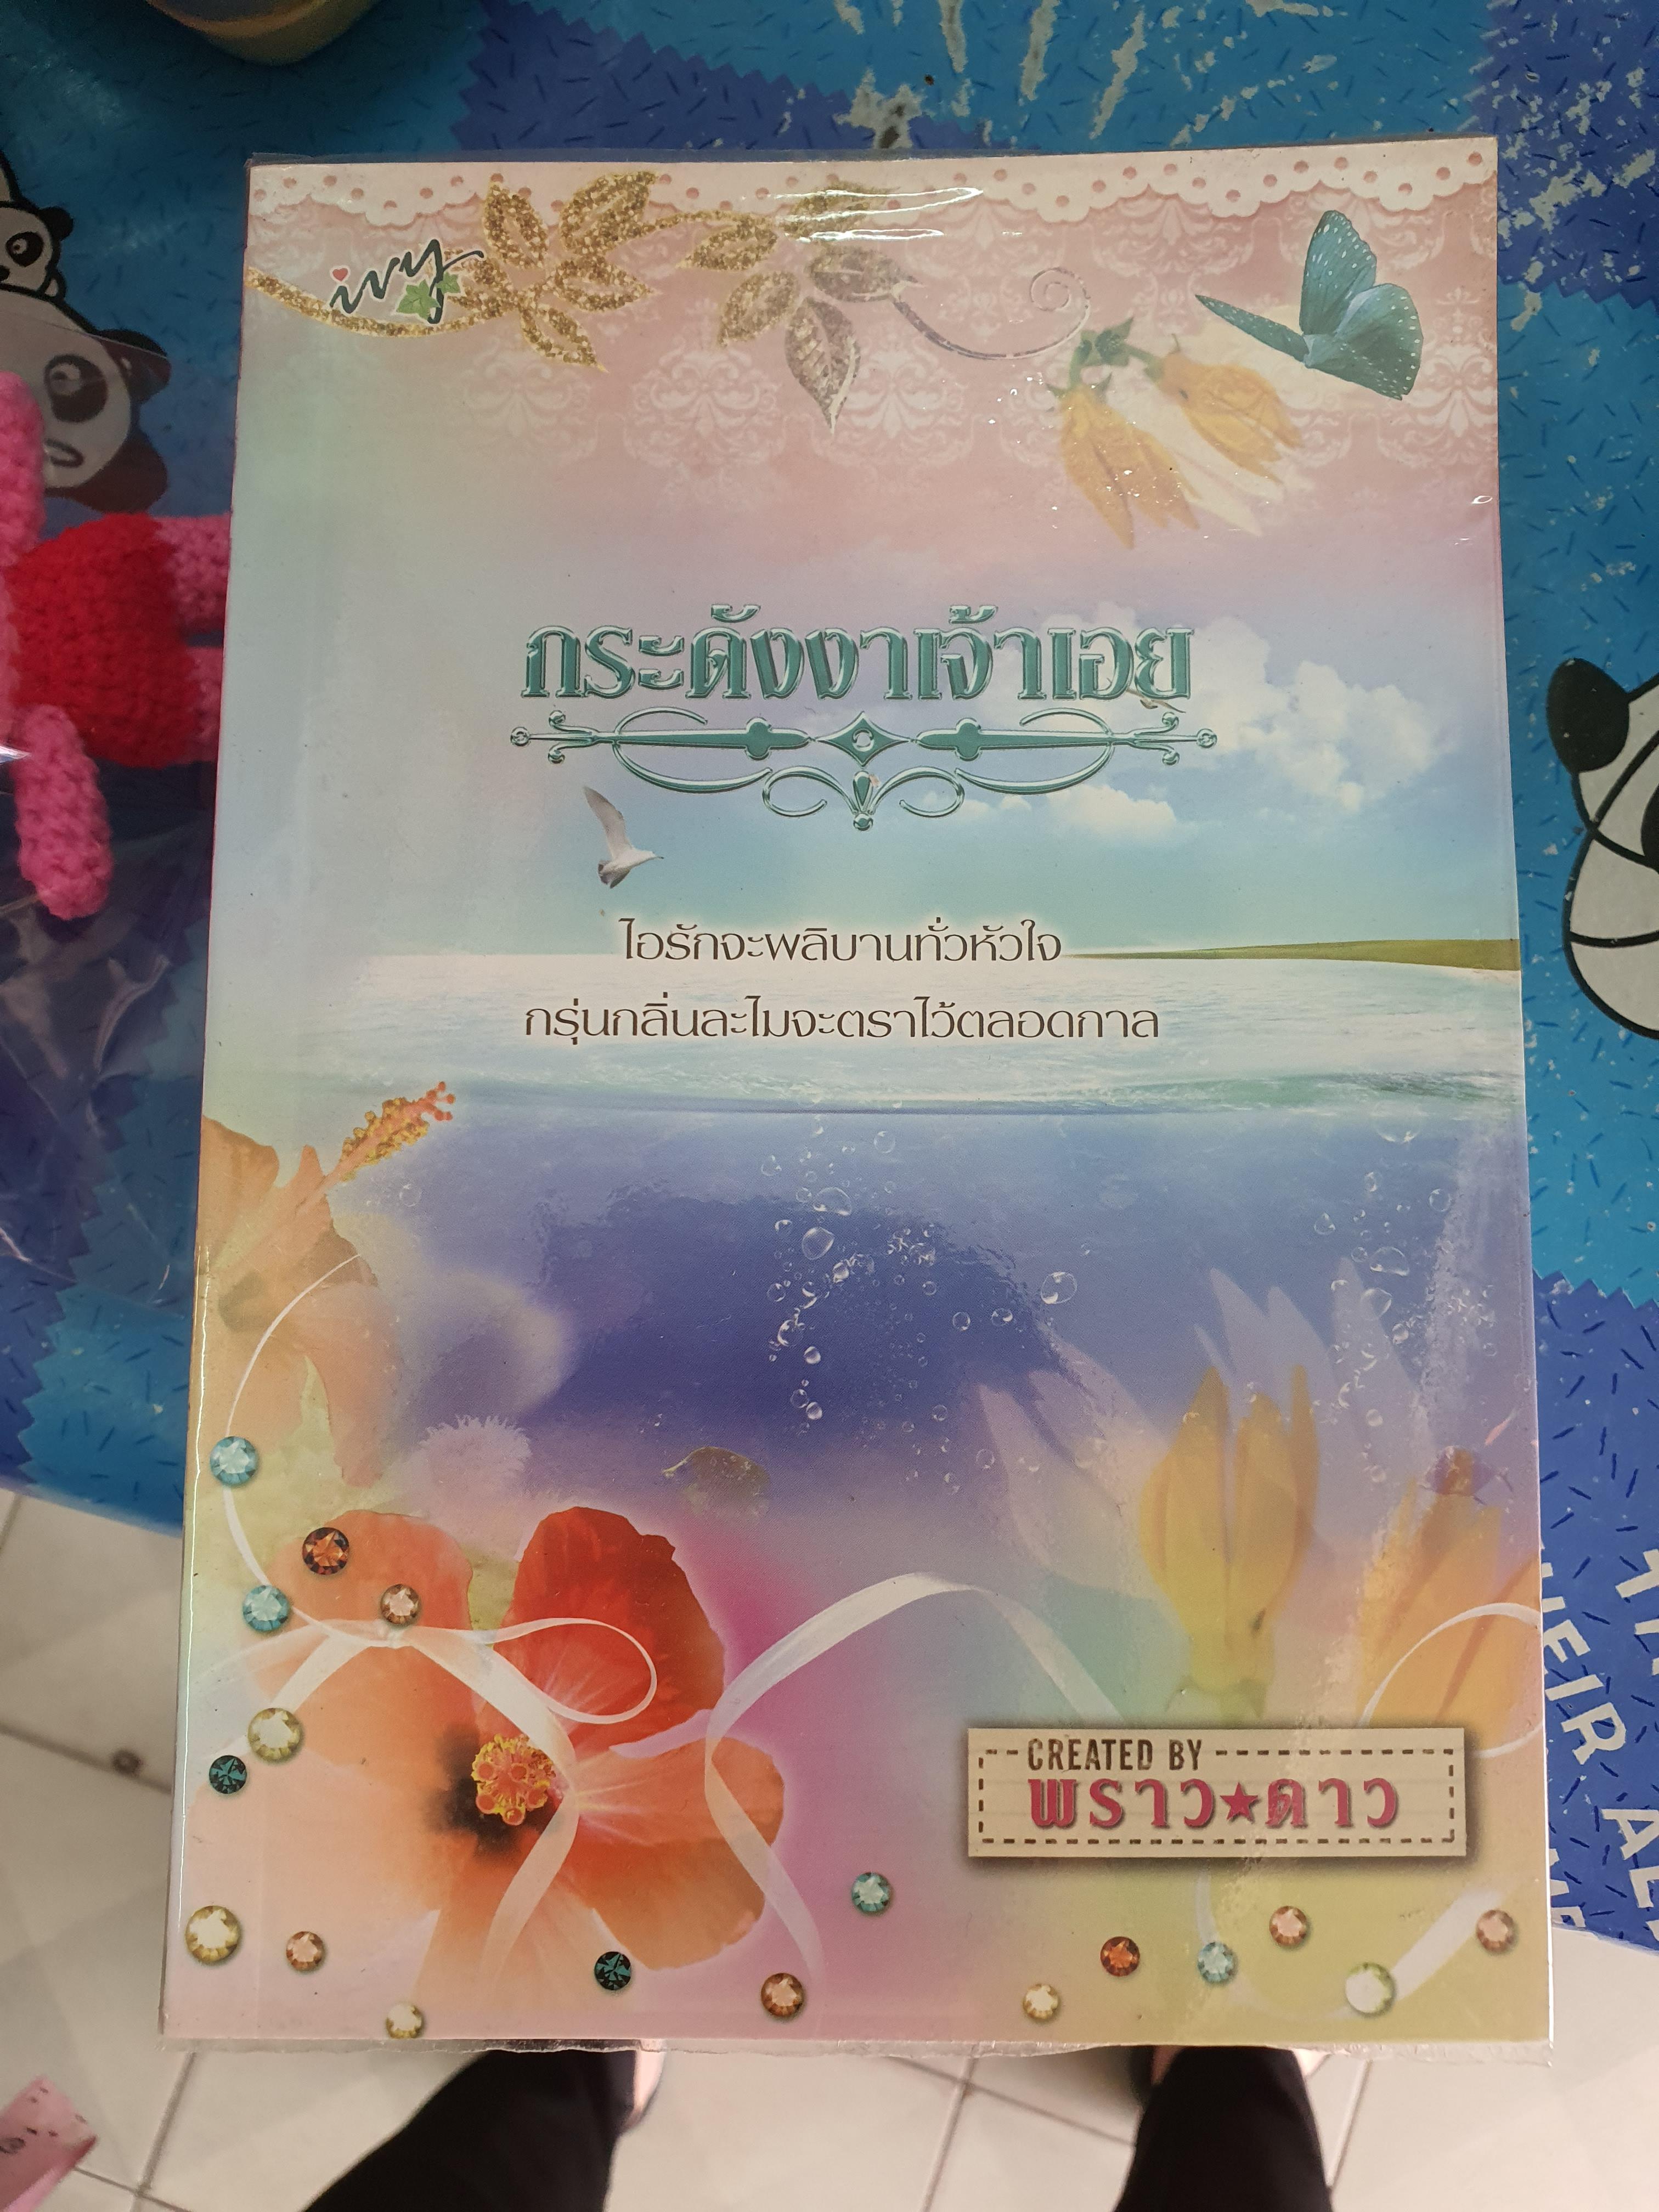 ivy
กระดังงาเจ้าเอย
ไอรักจะพลิบานทั่วหัวใจ
กรุ่นกลิ่นละไมจะตราไว้ตลอดกาล
CREATED BY
พราว★ดาว
HEIR